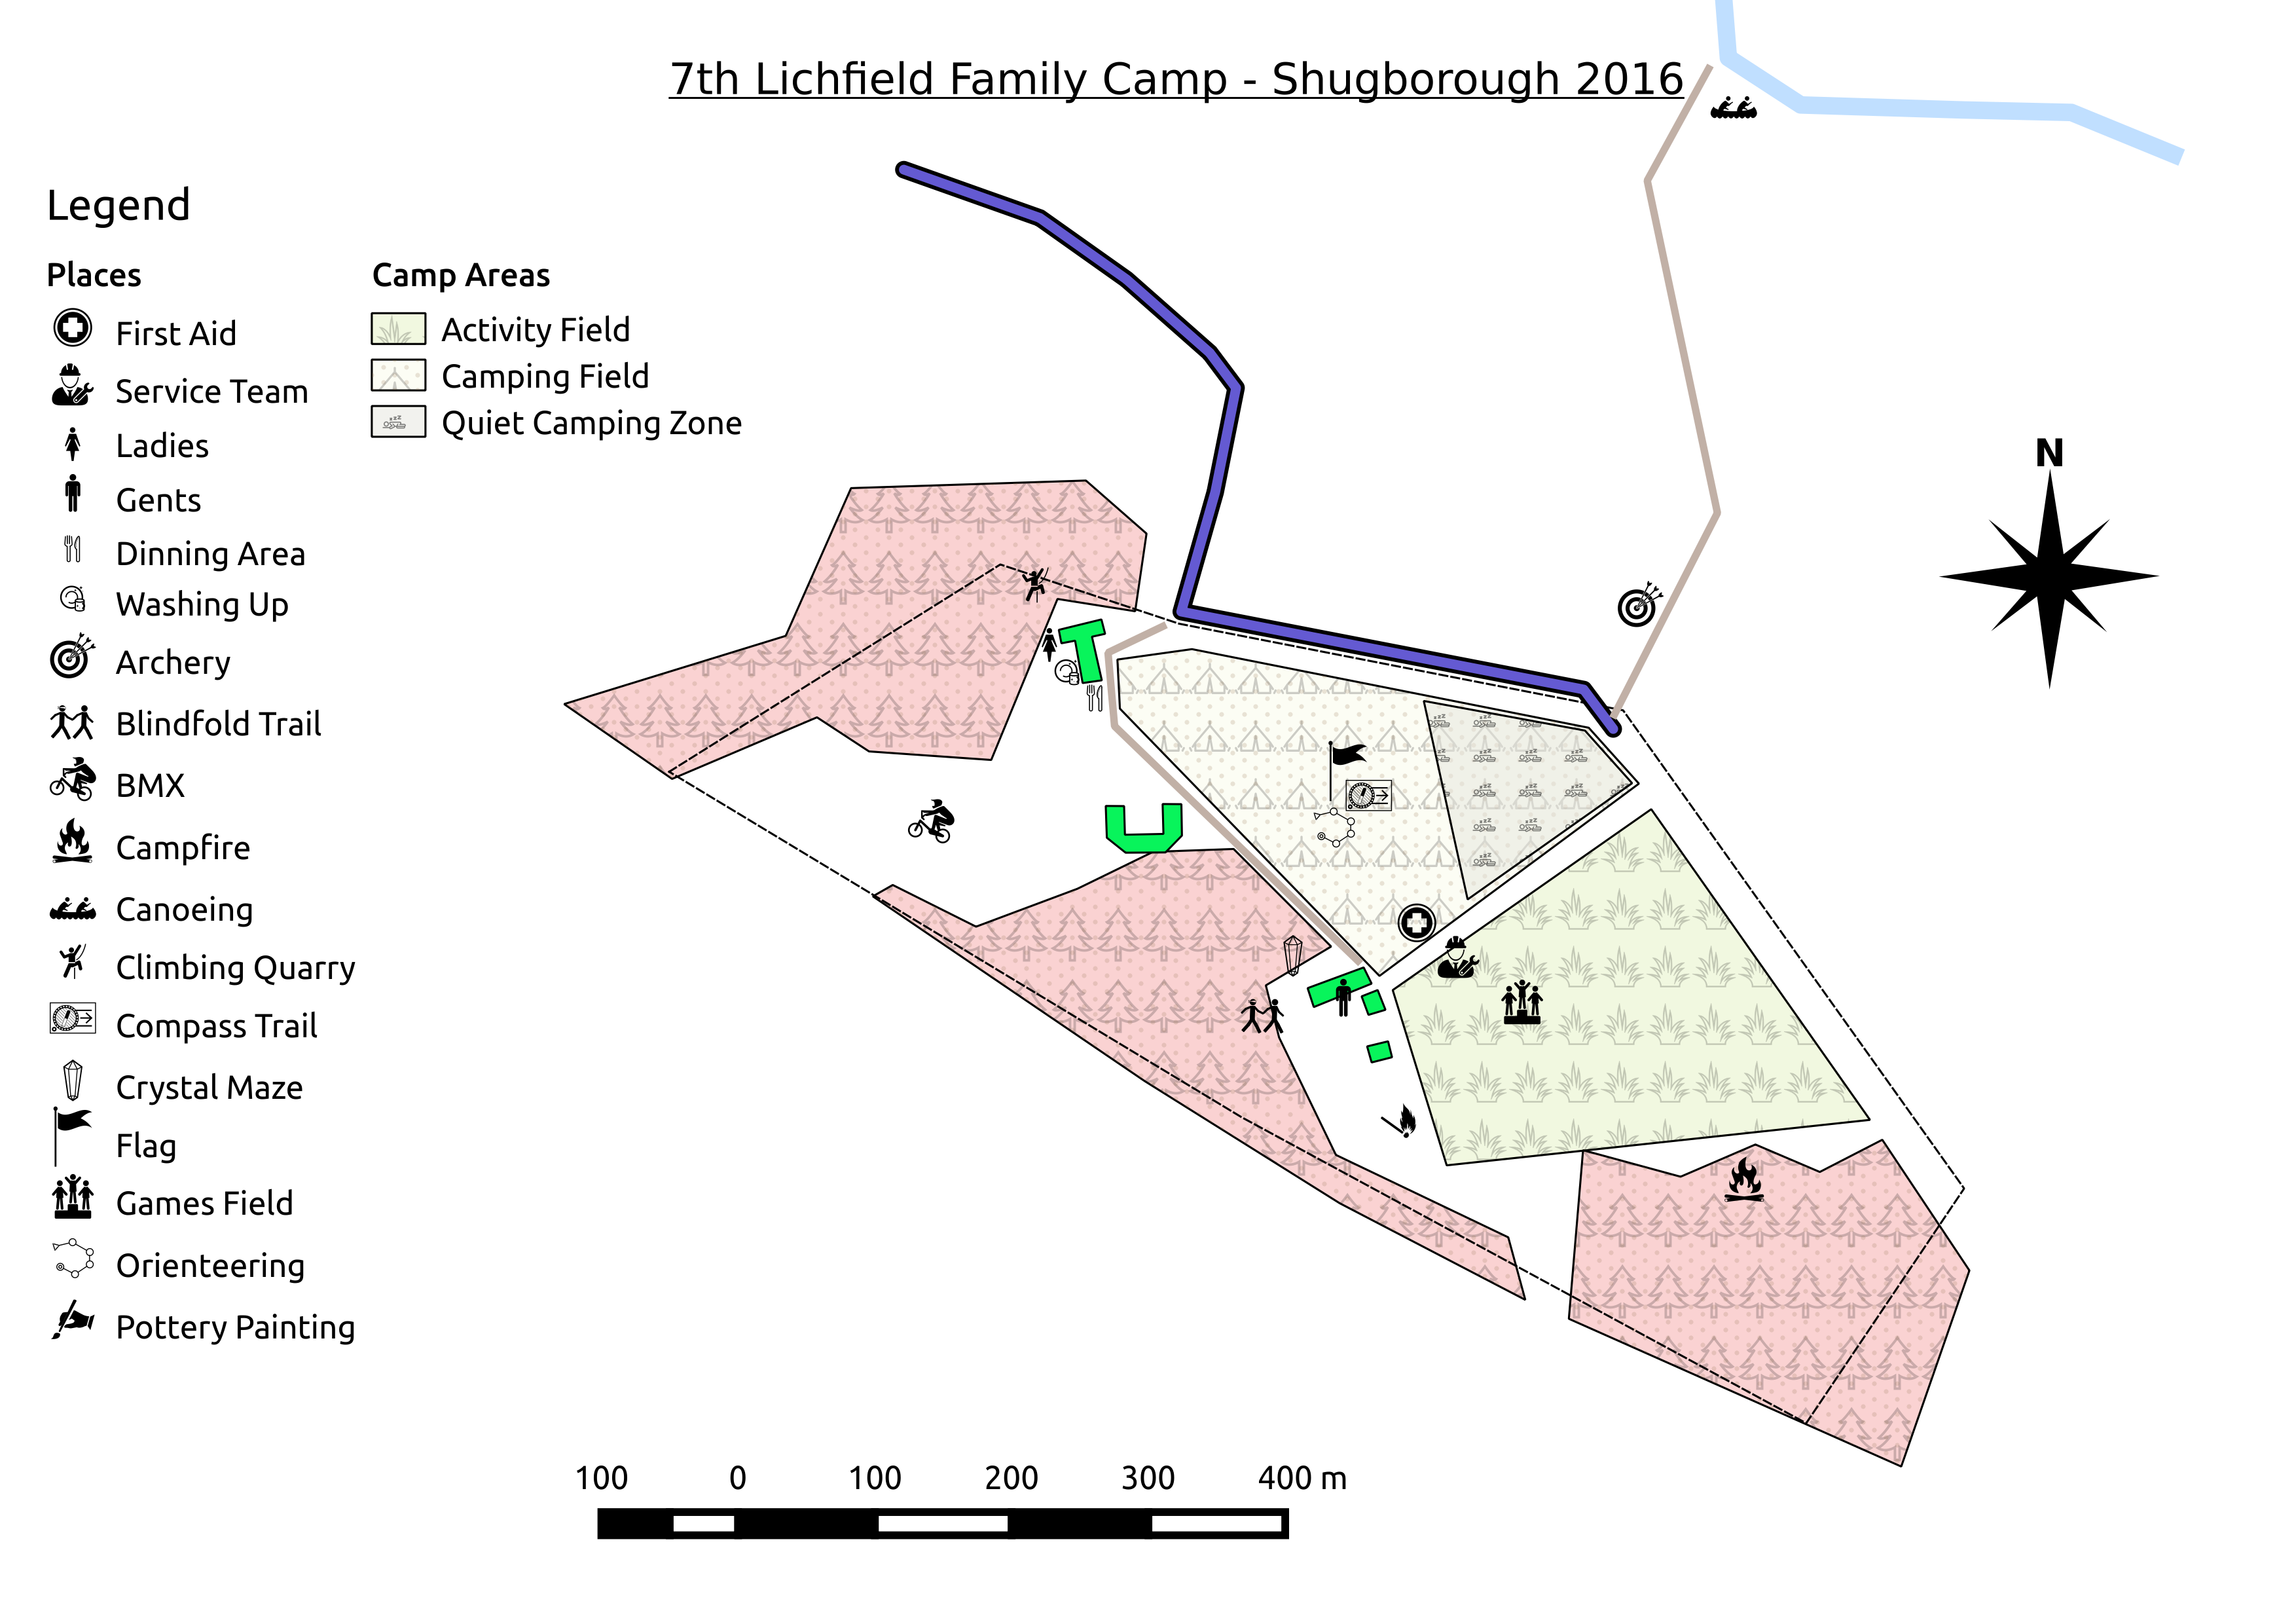 7th Lichfield Family Camp - Shugborough 2016
Legend
Places
First Aid
Service Team
Ladies
Gents
Dinning Area
Washing Up
Archery
Blindfold Trail
BMX
Campfire
Canoeing
Climbing Quarry
Compass Trail
Crystal Maze
Flag
Games Field
Orienteering
Pottery Painting
Camp Areas
Activity Field
Camping Field
Quiet Camping Zone
N
100 0 100 200 300 400 m